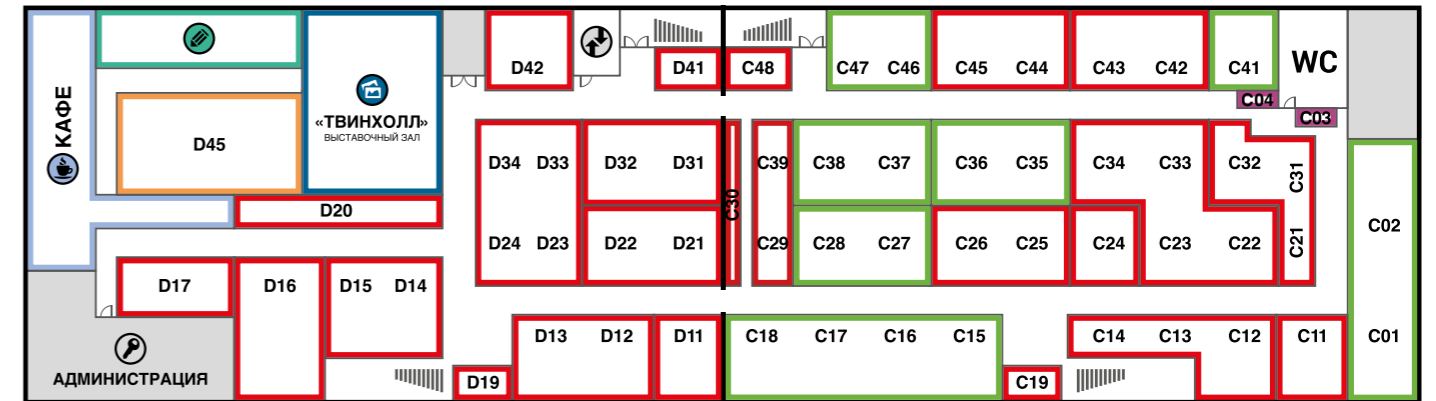 D42
D41
C48
C47 C46
C45 C44
C43 C42
C41
WC
C04
C03
КАФЕ
«ТВИНХОЛЛ»
ВЫСТАВОЧНЫЙ ЗАЛ
D45
D34 D33
D32 D31
C30
C39
C38 C37
C36 C35
C34 C33
C32
C31
D20
D24 D23
D22 D21
C29
C28 C27
C26 C25
C24
C23 C22
C21
C02
D17
D16
D15 D14
D13 D12
D11
C18 C17 C16 C15
C14 C13 C12
C11
C01
АДМИНИСТРАЦИЯ
D19
C19